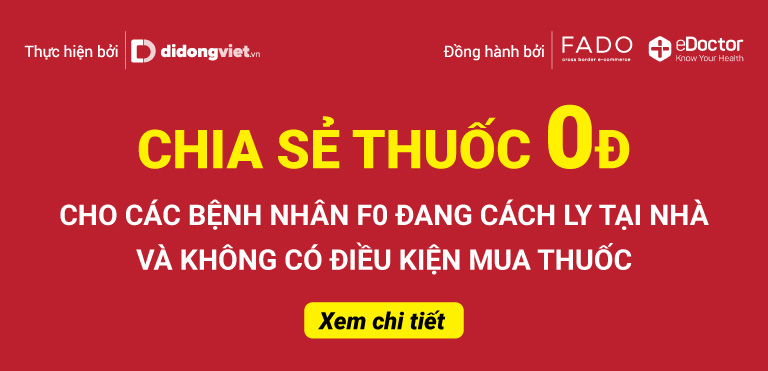 Thực hiện bởi didongviet.vn
Đồng hành bởi FADO cross border e-commerce eDoctor Know Your Health
CHIA SẺ THUỐC 0Đ
CHO CÁC BỆNH NHÂN F0 ĐANG CÁCH LY TẠI NHÀ
VÀ KHÔNG CÓ ĐIỀU KIỆN MUA THUỐC
Xem chi tiết